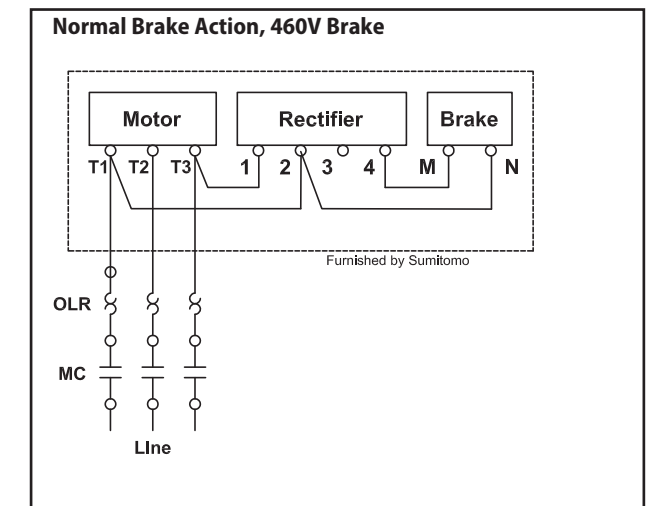 Normal Brake Action, 460V Brake
Motor Rectifier Brake
T1 T2 T3 1 2 3 4 M N
Furnished by Sumitomo
OLR
MC
LIne